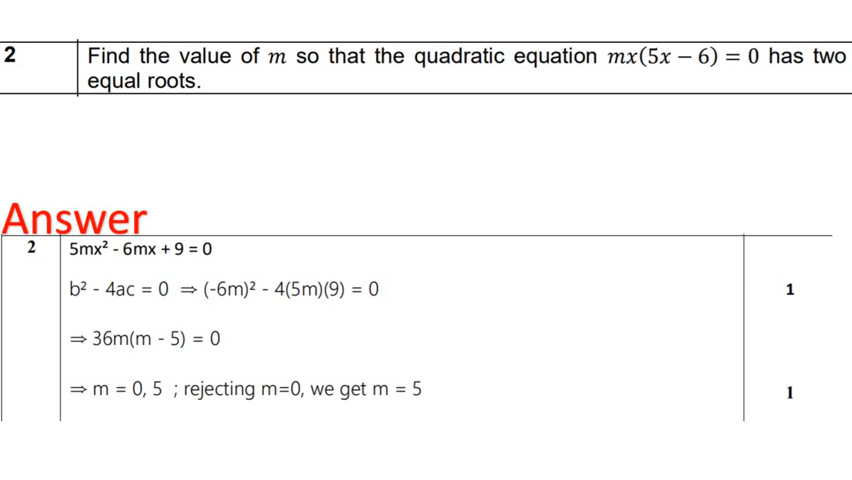 2 Find the value of m so that the quadratic equation mx(5x − 6) = 0 has two
equal roots.
Answer
2 5mx² - 6mx + 9 = 0
b² - 4ac = 0 ⇒ (-6m)² - 4(5m)(9) = 0 1
⇒ 36m(m - 5) = 0
⇒ m = 0, 5 ; rejecting m=0, we get m = 5 1